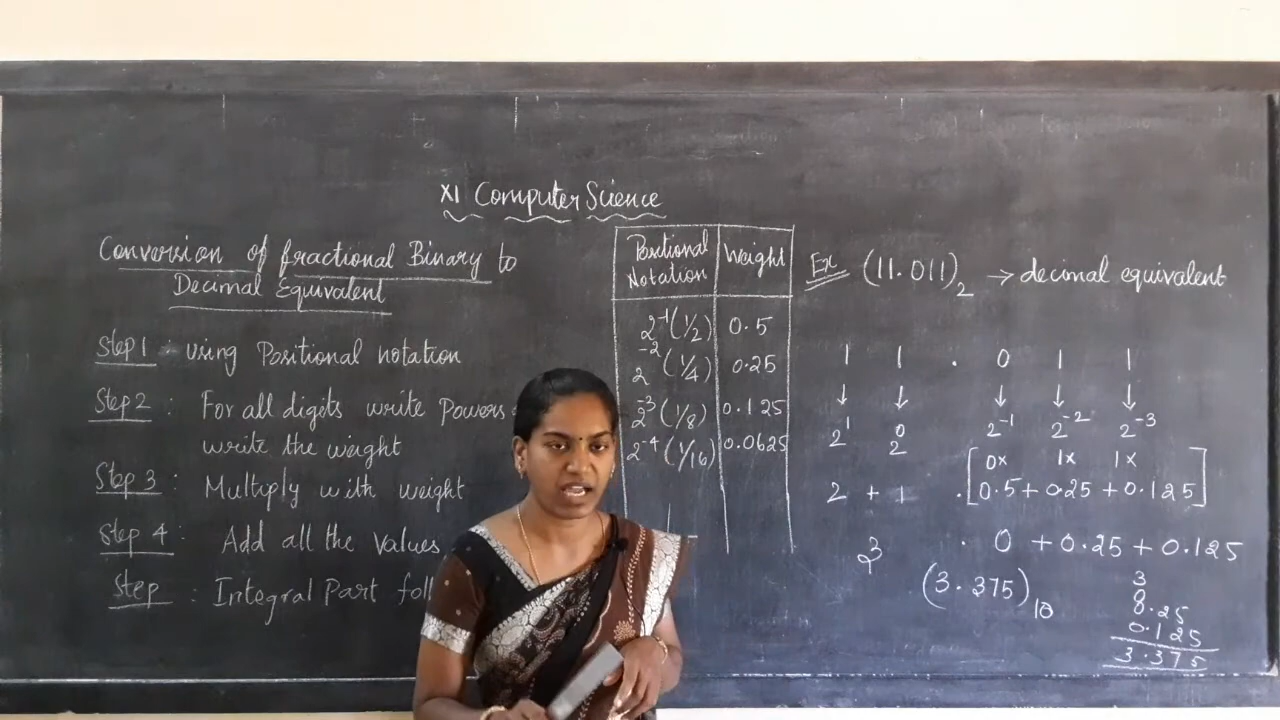 XI Computer Science
Conversion of fractional Binary to
Decimal Equivalent
Step 1 : Using Positional notation
Step 2 : For all digits write Powers
write the weight
Step 3 : Multiply with weight
Step 4 : Add all the Values
Step : Integral Part foll
Positional Notation | Weight
2⁻¹ (1/2) | 0.5
2⁻² (1/4) | 0.25
2⁻³ (1/8) | 0.125
2⁻⁴ (1/16) | 0.0625
Ex (11.011)₂ → decimal equivalent
1 1 . 0 1 1
↓ ↓ ↓ ↓ ↓
2¹ 2⁰ 2⁻¹ 2⁻² 2⁻³
0x 1x 1x
2 + 1 . [0.5 + 0.25 + 0.125]
3 . 0 + 0.25 + 0.125
(3.375)₁₀
3
0
0.25
0.125
3.375